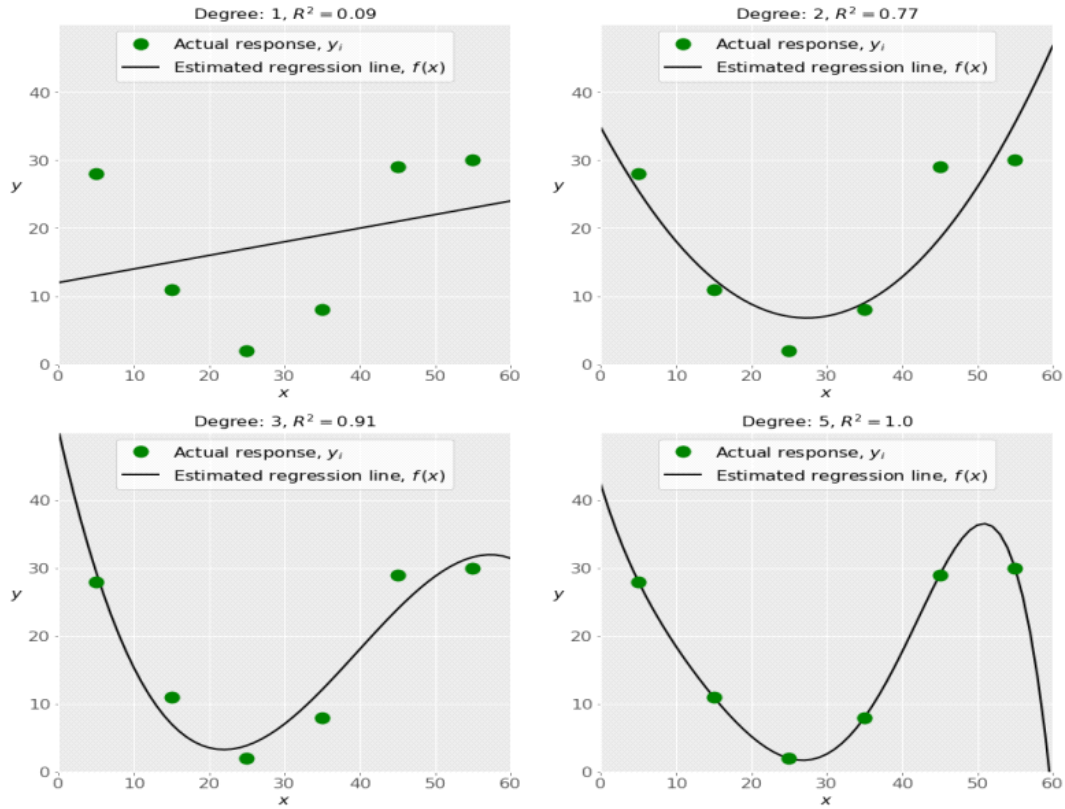 Degree: 1, R² = 0.09
Actual response, yᵢ
Estimated regression line, f(x)
40
30
y
20
10
0
0 10 20 30 40 50 60
x
Degree: 2, R² = 0.77
Actual response, yᵢ
Estimated regression line, f(x)
40
30
y
20
10
0
0 10 20 30 40 50 60
x
Degree: 3, R² = 0.91
Actual response, yᵢ
Estimated regression line, f(x)
40
30
y
20
10
0
0 10 20 30 40 50 60
x
Degree: 5, R² = 1.0
Actual response, yᵢ
Estimated regression line, f(x)
40
30
y
20
10
0
0 10 20 30 40 50 60
x